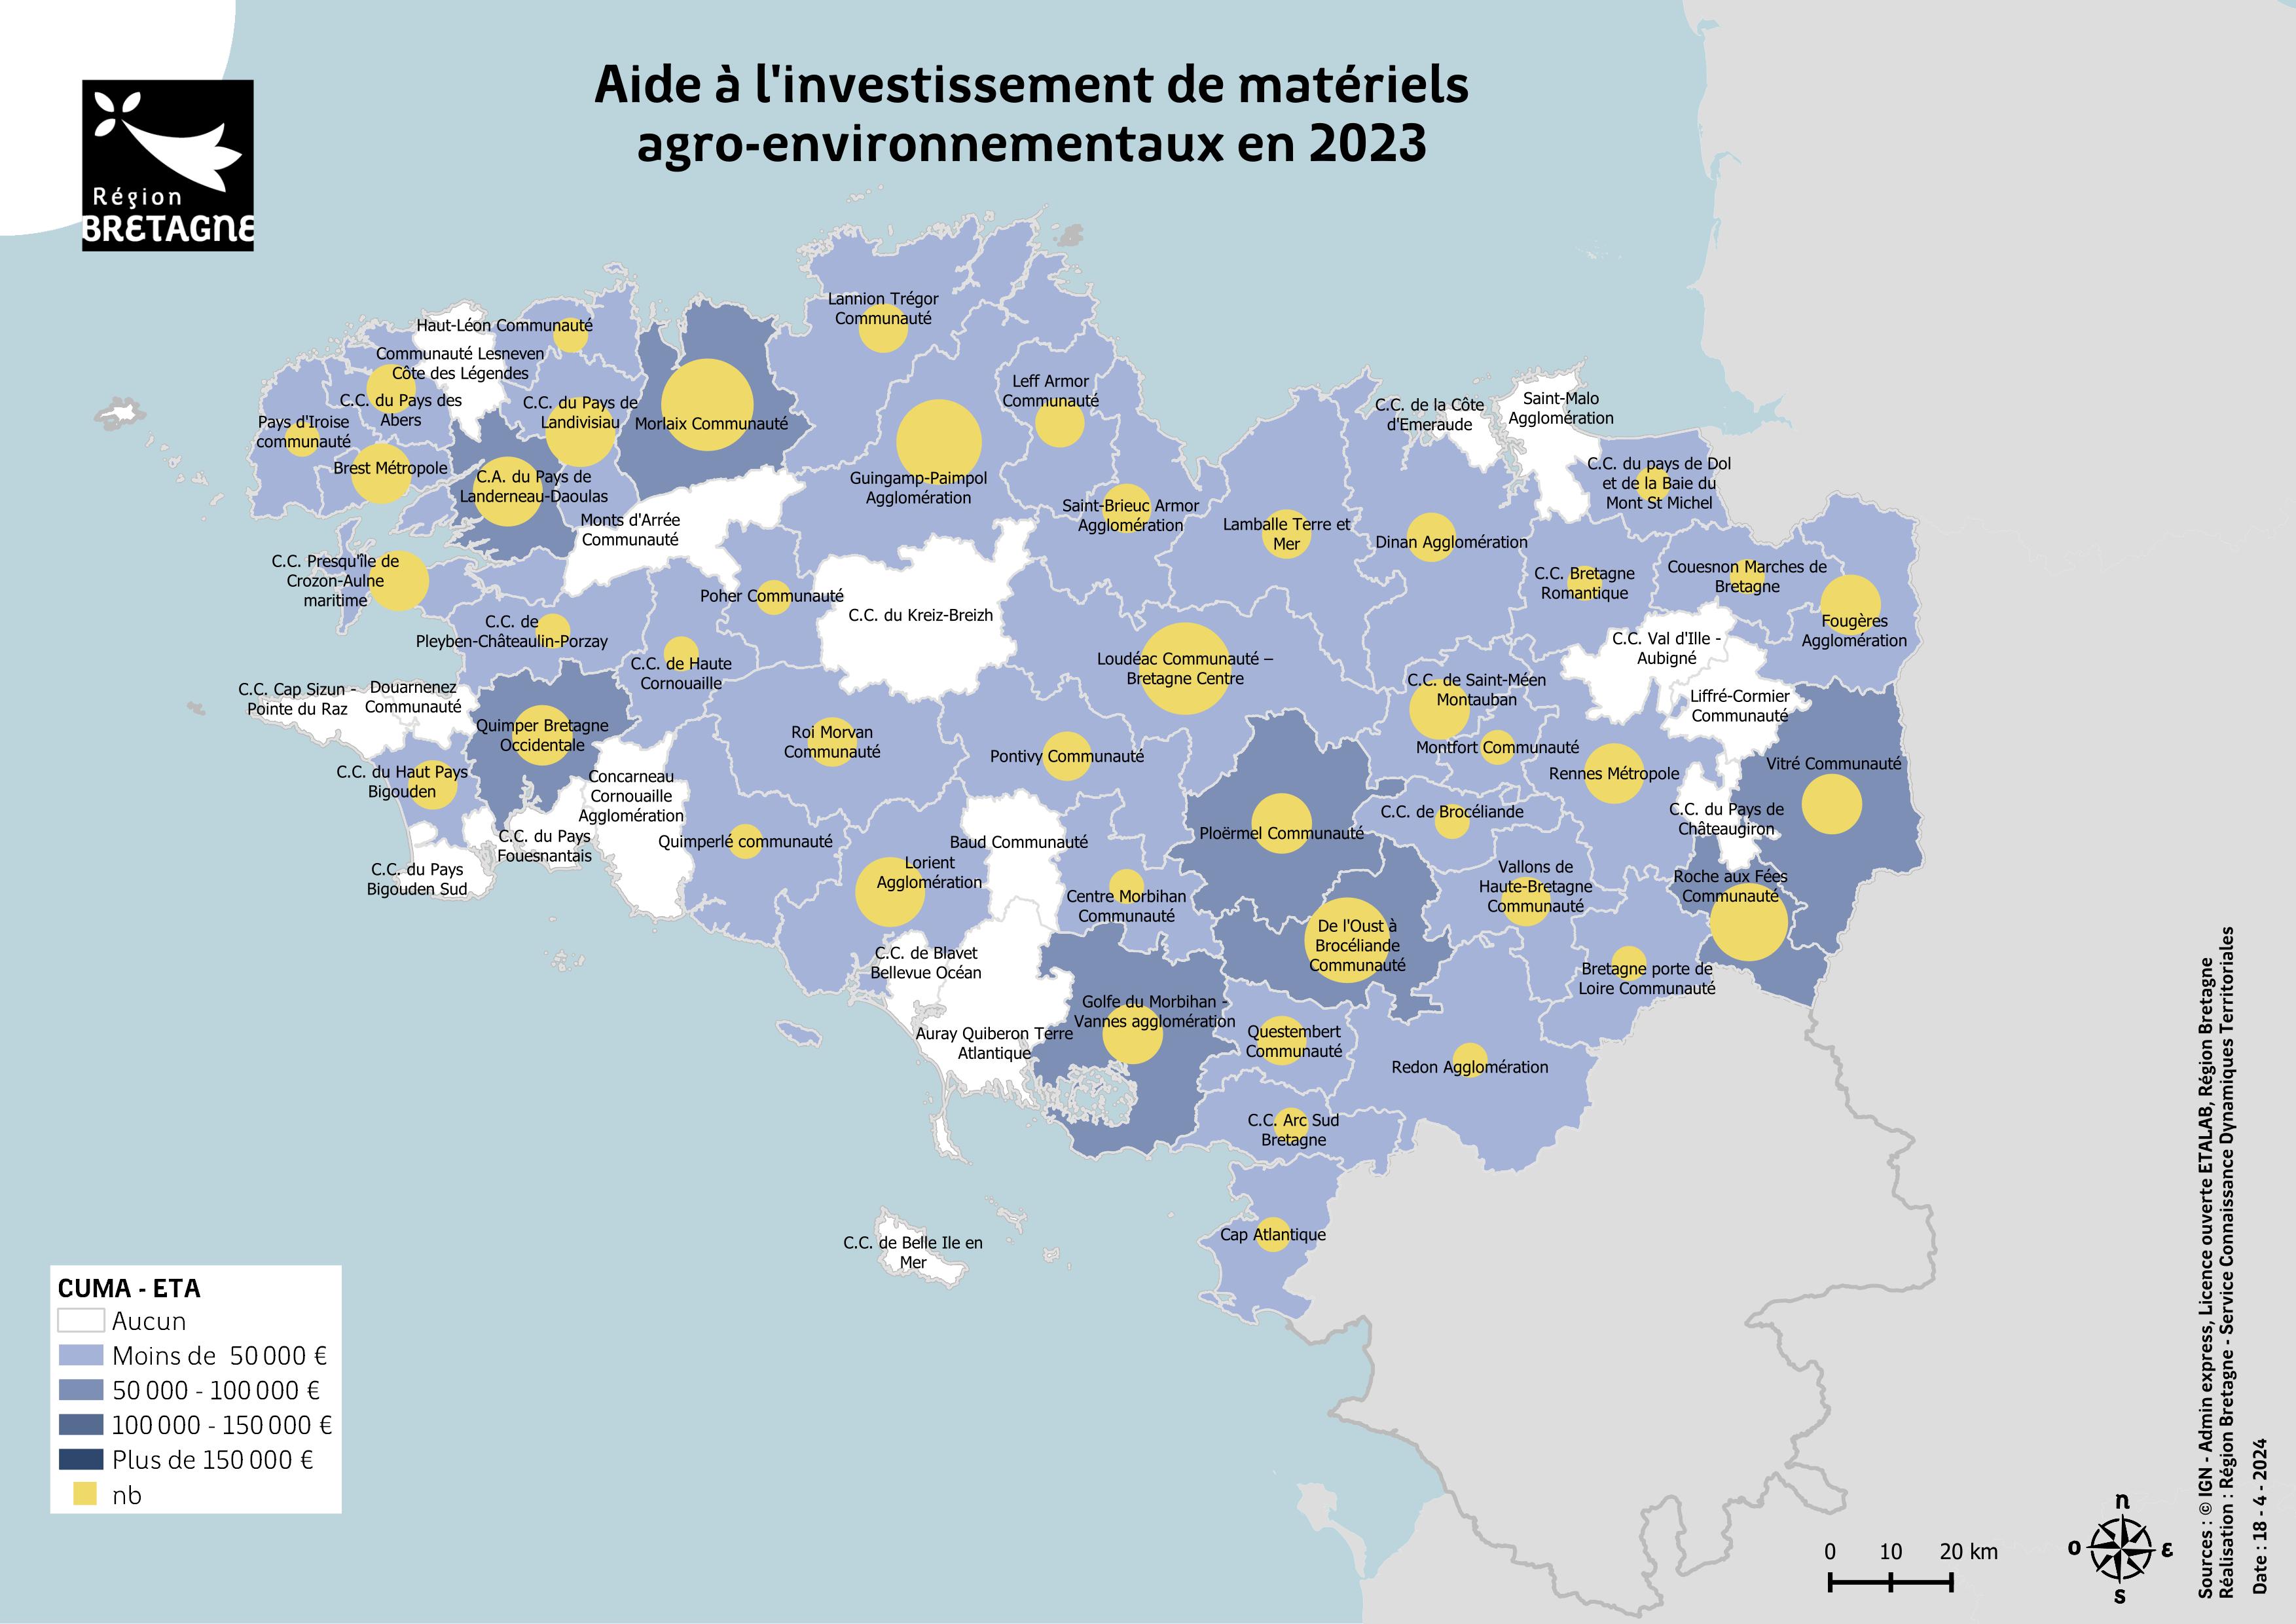 Aide à l'investissement de matériels
agro-environnementaux en 2023
Région
BRETAGNE
Lannion Trégor
Communauté
Haut-Léon Communauté
Communauté Lesneven
Côte des Légendes
C.C. du Pays des
Abers
C.C. du Pays de
Landivisiau
Morlaix Communauté
Leff Armor
Communauté
Pays d'Iroise
communauté
Brest Métropole
C.A. du Pays de
Landerneau-Daoulas
Guingamp-Paimpol
Agglomération
Saint-Brieuc Armor
Agglomération
Monts d'Arrée
Communauté
C.C. de la Côte
d'Emeraude
Saint-Malo
Agglomération
C.C. du pays de Dol
et de la Baie du
Mont St Michel
Lamballe Terre et
Mer
Dinan Agglomération
C.C. Presqu'île de
Crozon-Aulne
maritime
Poher Communauté
C.C. du Kreiz-Breizh
C.C. Bretagne
Romantique
Couesnon Marches de
Bretagne
Fougères
Agglomération
C.C. de
Pleyben-Châteaulin-Porzay
C.C. de Haute
Cornouaille
Loudéac Communauté –
Bretagne Centre
C.C. Val d'Ille -
Aubigné
C.C. de Saint-Méen
Montauban
Liffré-Cormier
Communauté
C.C. Cap Sizun -
Pointe du Raz
Douarnenez
Communauté
Quimper Bretagne
Occidentale
Roi Morvan
Communauté
Pontivy Communauté
Montfort Communauté
Rennes Métropole
Vitré Communauté
C.C. du Haut Pays
Bigouden
Concarneau
Cornouaille
Agglomération
C.C. du Pays
Fouesnantais
Quimperlé communauté
Baud Communauté
Ploërmel Communauté
C.C. de Brocéliande
C.C. du Pays de
Châteaugiron
C.C. du Pays
Bigouden Sud
Lorient
Agglomération
Centre Morbihan
Communauté
Vallons de
Haute-Bretagne
Communauté
Roche aux Fées
Communauté
De l'Oust à
Brocéliande
Communauté
C.C. de Blavet
Bellevue Océan
Bretagne porte de
Loire Communauté
Golfe du Morbihan -
Vannes agglomération
Auray Quiberon Terre
Atlantique
Questembert
Communauté
Redon Agglomération
C.C. Arc Sud
Bretagne
Cap Atlantique
C.C. de Belle Ile en
Mer
CUMA - ETA
Aucun
Moins de 50 000 €
50 000 - 100 000 €
100 000 - 150 000 €
Plus de 150 000 €
nb
0 10 20 km
n
o
ε
s
Sources : © IGN - Admin express, Licence ouverte ETALAB, Région Bretagne
Réalisation : Région Bretagne - Service Connaissance Dynamiques Territoriales
Date : 18 - 4 - 2024